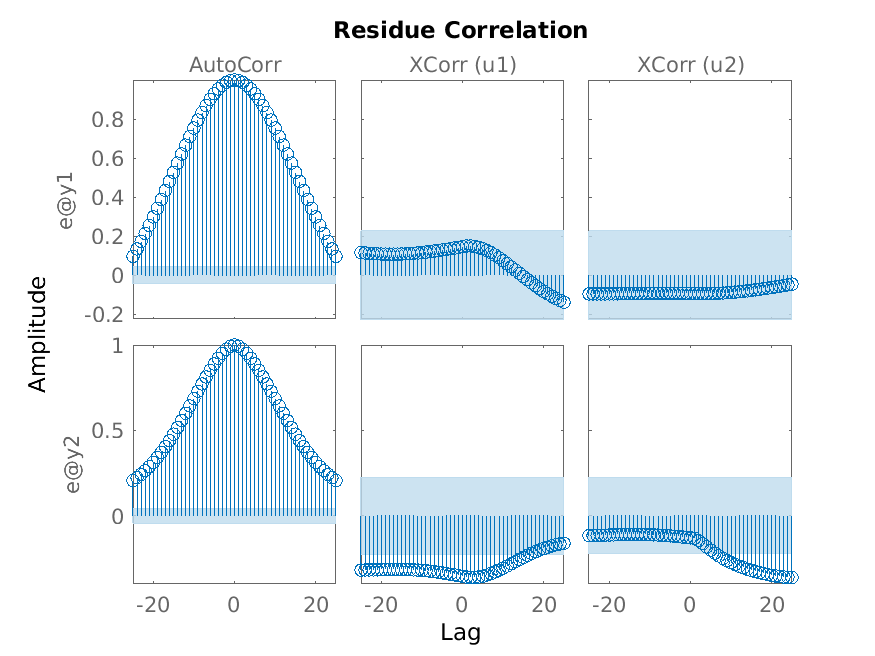 Residue Correlation
AutoCorr
XCorr (u1)
XCorr (u2)
Amplitude
e@y1
0.8
0.6
0.4
0.2
0
-0.2
e@y2
1
0.5
0
-20 0 20
-20 0 20
-20 0 20
Lag